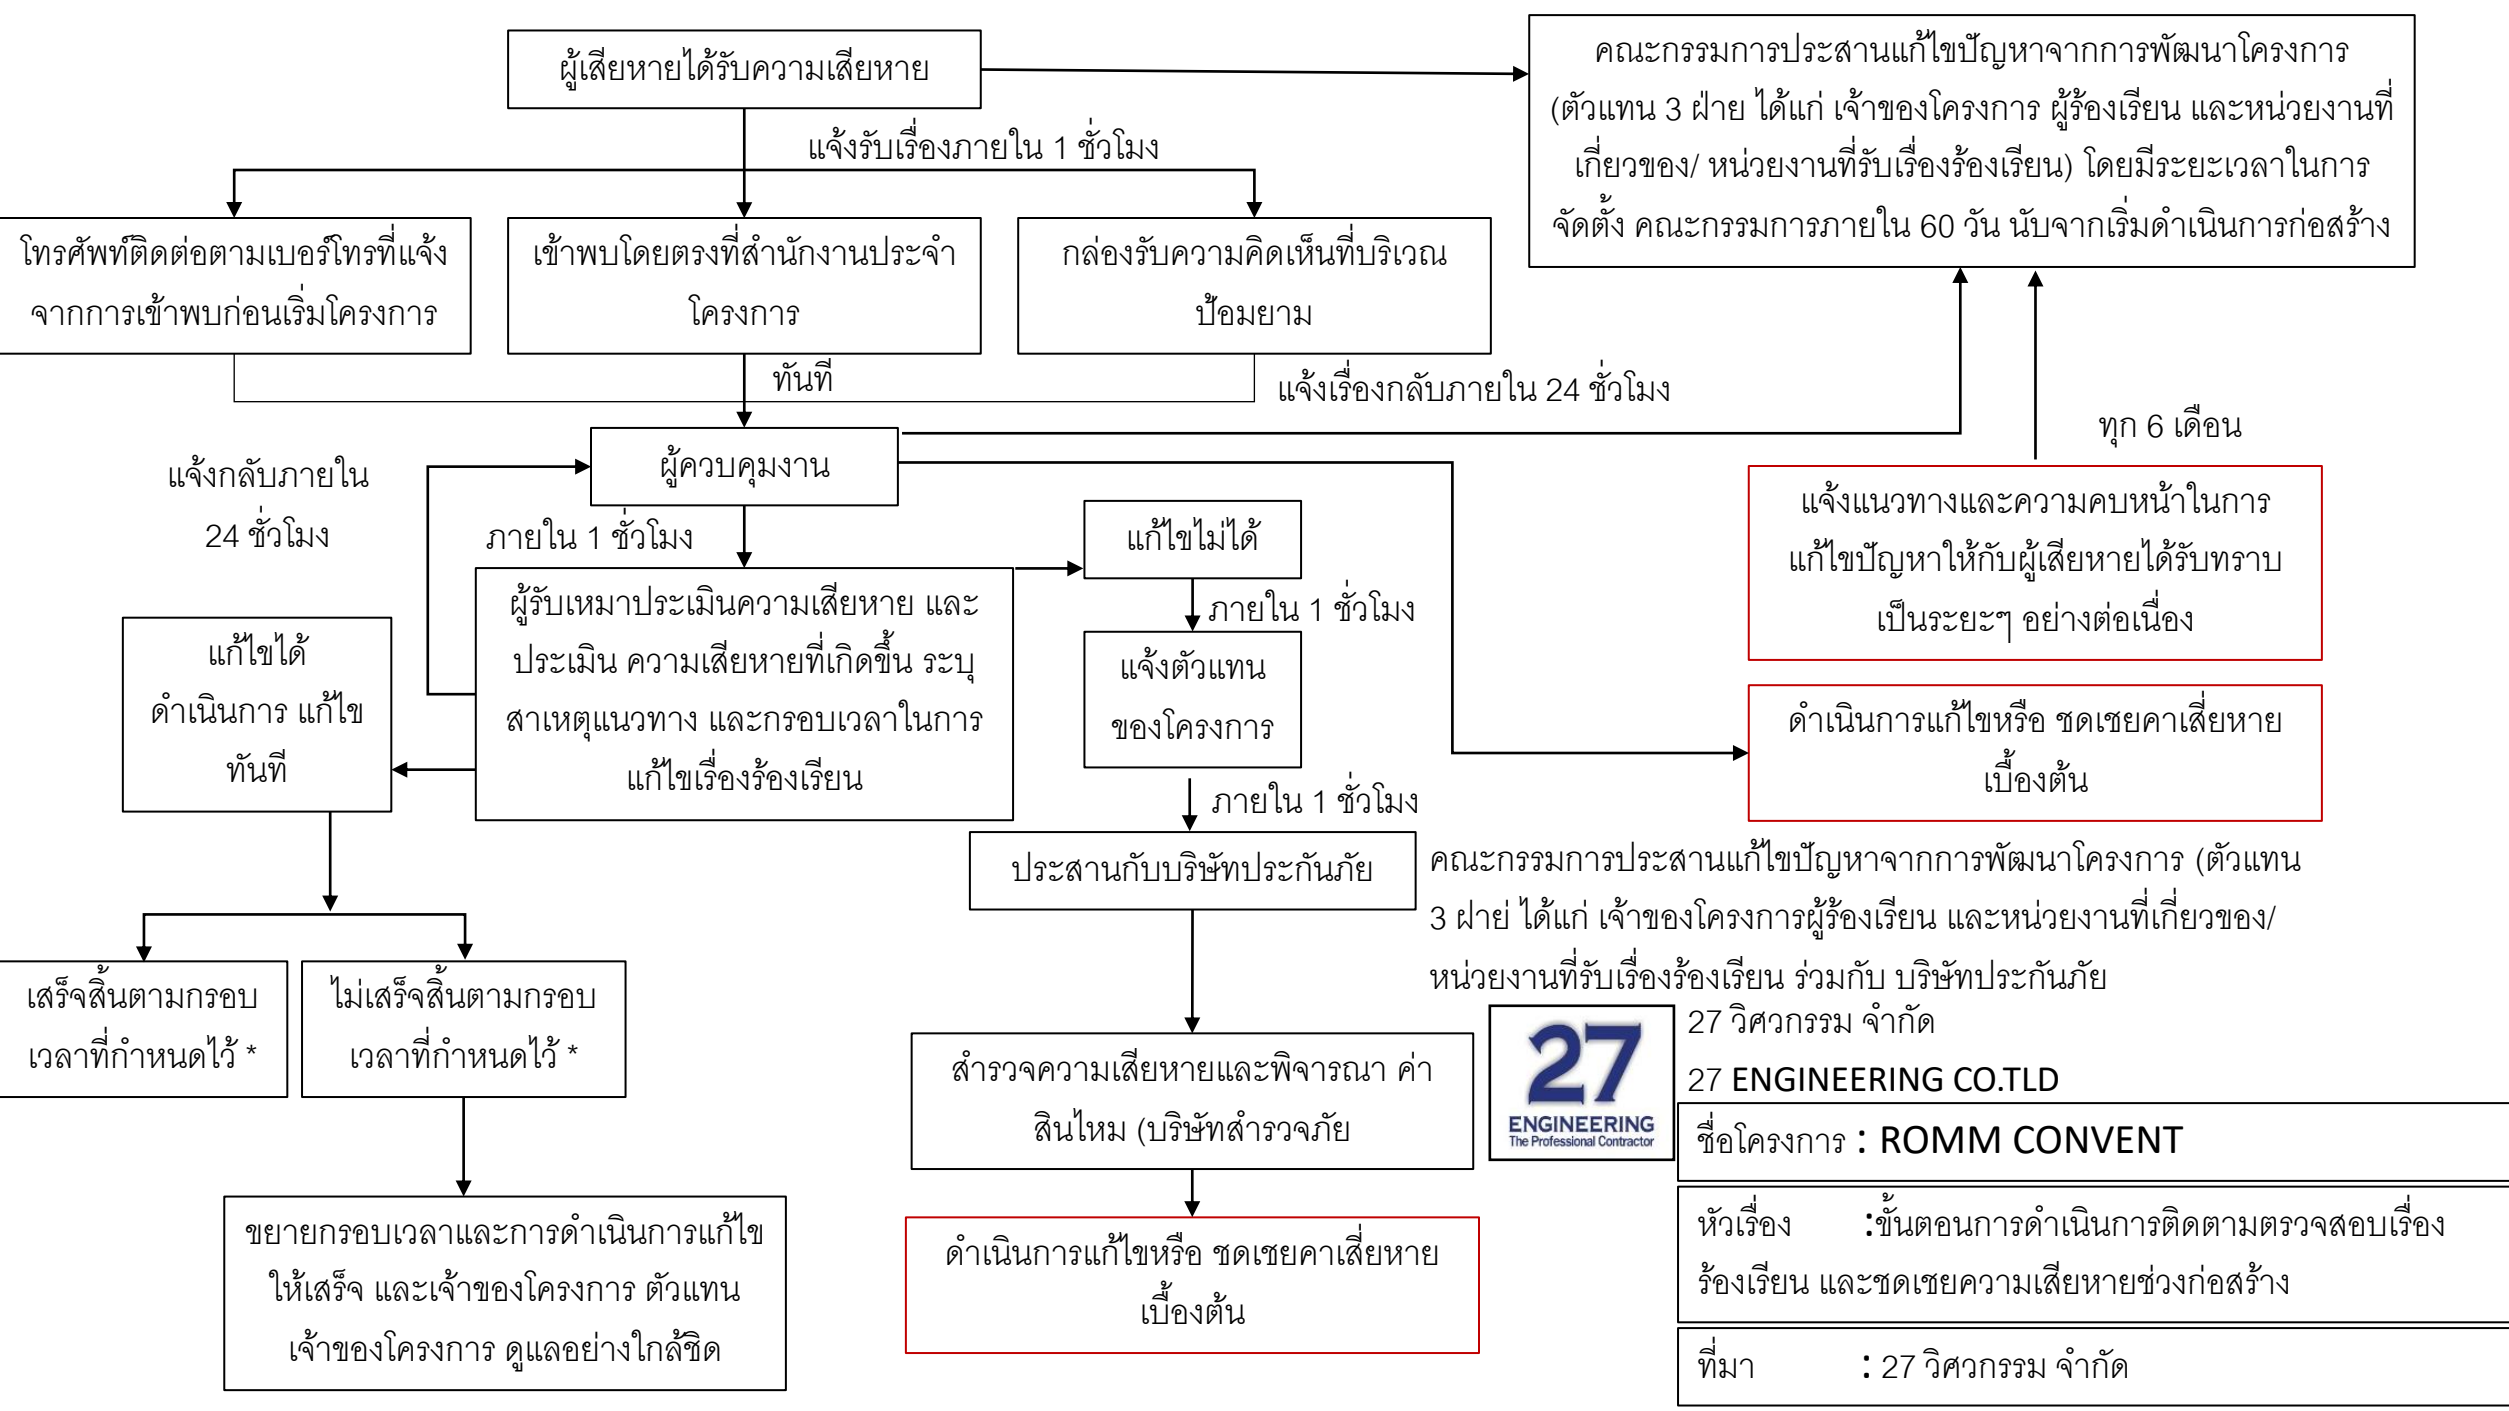 ผู้เสียหายได้รับความเสียหาย
คณะกรรมการประสานแก้ไขปัญหาจากการพัฒนาโครงการ
(ตัวแทน 3 ฝ่าย ได้แก่ เจ้าของโครงการ ผู้ร้องเรียน และหน่วยงานที่
เกี่ยวของ/ หน่วยงานที่รับเรื่องร้องเรียน) โดยมีระยะเวลาในการ
จัดตั้ง คณะกรรมการภายใน 60 วัน นับจากเริ่มดำเนินการก่อสร้าง
แจ้งรับเรื่องภายใน 1 ชั่วโมง
โทรศัพท์ติดต่อตามเบอร์โทรที่แจ้ง
จากการเข้าพบก่อนเริ่มโครงการ
เข้าพบโดยตรงที่สำนักงานประจำ
โครงการ
กล่องรับความคิดเห็นที่บริเวณ
ป้อมยาม
ทันที
แจ้งเรื่องกลับภายใน 24 ชั่วโมง
ทุก 6 เดือน
ผู้ควบคุมงาน
แจ้งกลับภายใน
24 ชั่วโมง
ภายใน 1 ชั่วโมง
แก้ไขไม่ได้
แจ้งแนวทางและความคบหน้าในการ
แก้ไขปัญหาให้กับผู้เสียหายได้รับทราบ
เป็นระยะๆ อย่างต่อเนื่อง
ผู้รับเหมาประเมินความเสียหาย และ
ประเมิน ความเสียหายที่เกิดขึ้น ระบุ
สาเหตุแนวทาง และกรอบเวลาในการ
แก้ไขเรื่องร้องเรียน
ภายใน 1 ชั่วโมง
แก้ไขได้
ดำเนินการ แก้ไข
ทันที
แจ้งตัวแทน
ของโครงการ
ดำเนินการแก้ไขหรือ ชดเชยคาเสี่ยหาย
เบื้องต้น
ภายใน 1 ชั่วโมง
ประสานกับบริษัทประกันภัย
คณะกรรมการประสานแก้ไขปัญหาจากการพัฒนาโครงการ (ตัวแทน
3 ฝาย่ ได้แก่ เจ้าของโครงการผู้ร้องเรียน และหน่วยงานที่เกี่ยวของ/
หน่วยงานที่รับเรื่องร้องเรียน ร่วมกับ บริษัทประกันภัย
เสร็จสิ้นตามกรอบ
เวลาที่กำหนดไว้ *
ไม่เสร็จสิ้นตามกรอบ
เวลาที่กำหนดไว้ *
สำรวจความเสียหายและพิจารณา ค่า
สินไหม (บริษัทสำรวจภัย
27
ENGINEERING
The Professional Contractor
27 วิศวกรรม จำกัด
27 ENGINEERING CO.TLD
ชื่อโครงการ : ROMM CONVENT
หัวเรื่อง :ขั้นตอนการดำเนินการติดตามตรวจสอบเรื่อง
ร้องเรียน และชดเชยความเสียหายช่วงก่อสร้าง
ที่มา : 27 วิศวกรรม จำกัด
ขยายกรอบเวลาและการดำเนินการแก้ไข
ให้เสร็จ และเจ้าของโครงการ ตัวแทน
เจ้าของโครงการ ดูแลอย่างใกล้ชิด
ดำเนินการแก้ไขหรือ ชดเชยคาเสี่ยหาย
เบื้องต้น